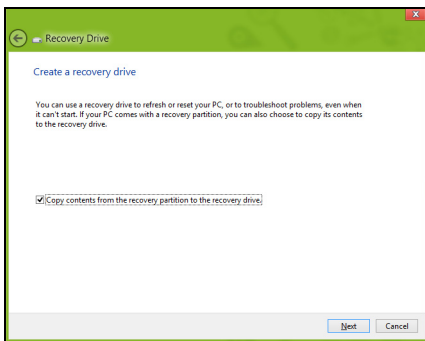 Recovery Drive
Create a recovery drive
You can use a recovery drive to refresh or reset your PC, or to troubleshoot problems, even when
it can't start. If your PC comes with a recovery partition, you can also choose to copy its contents
to the recovery drive.
Copy contents from the recovery partition to the recovery drive.
Next Cancel